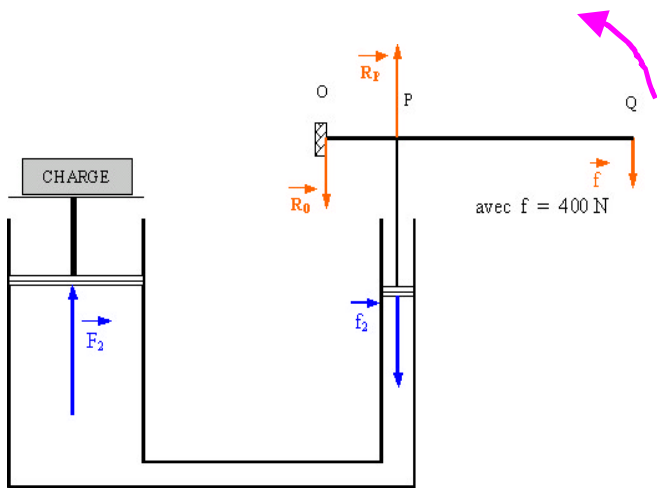 R_P
O
P
Q
CHARGE
R_0
f
avec f = 400 N
F_2
f_2